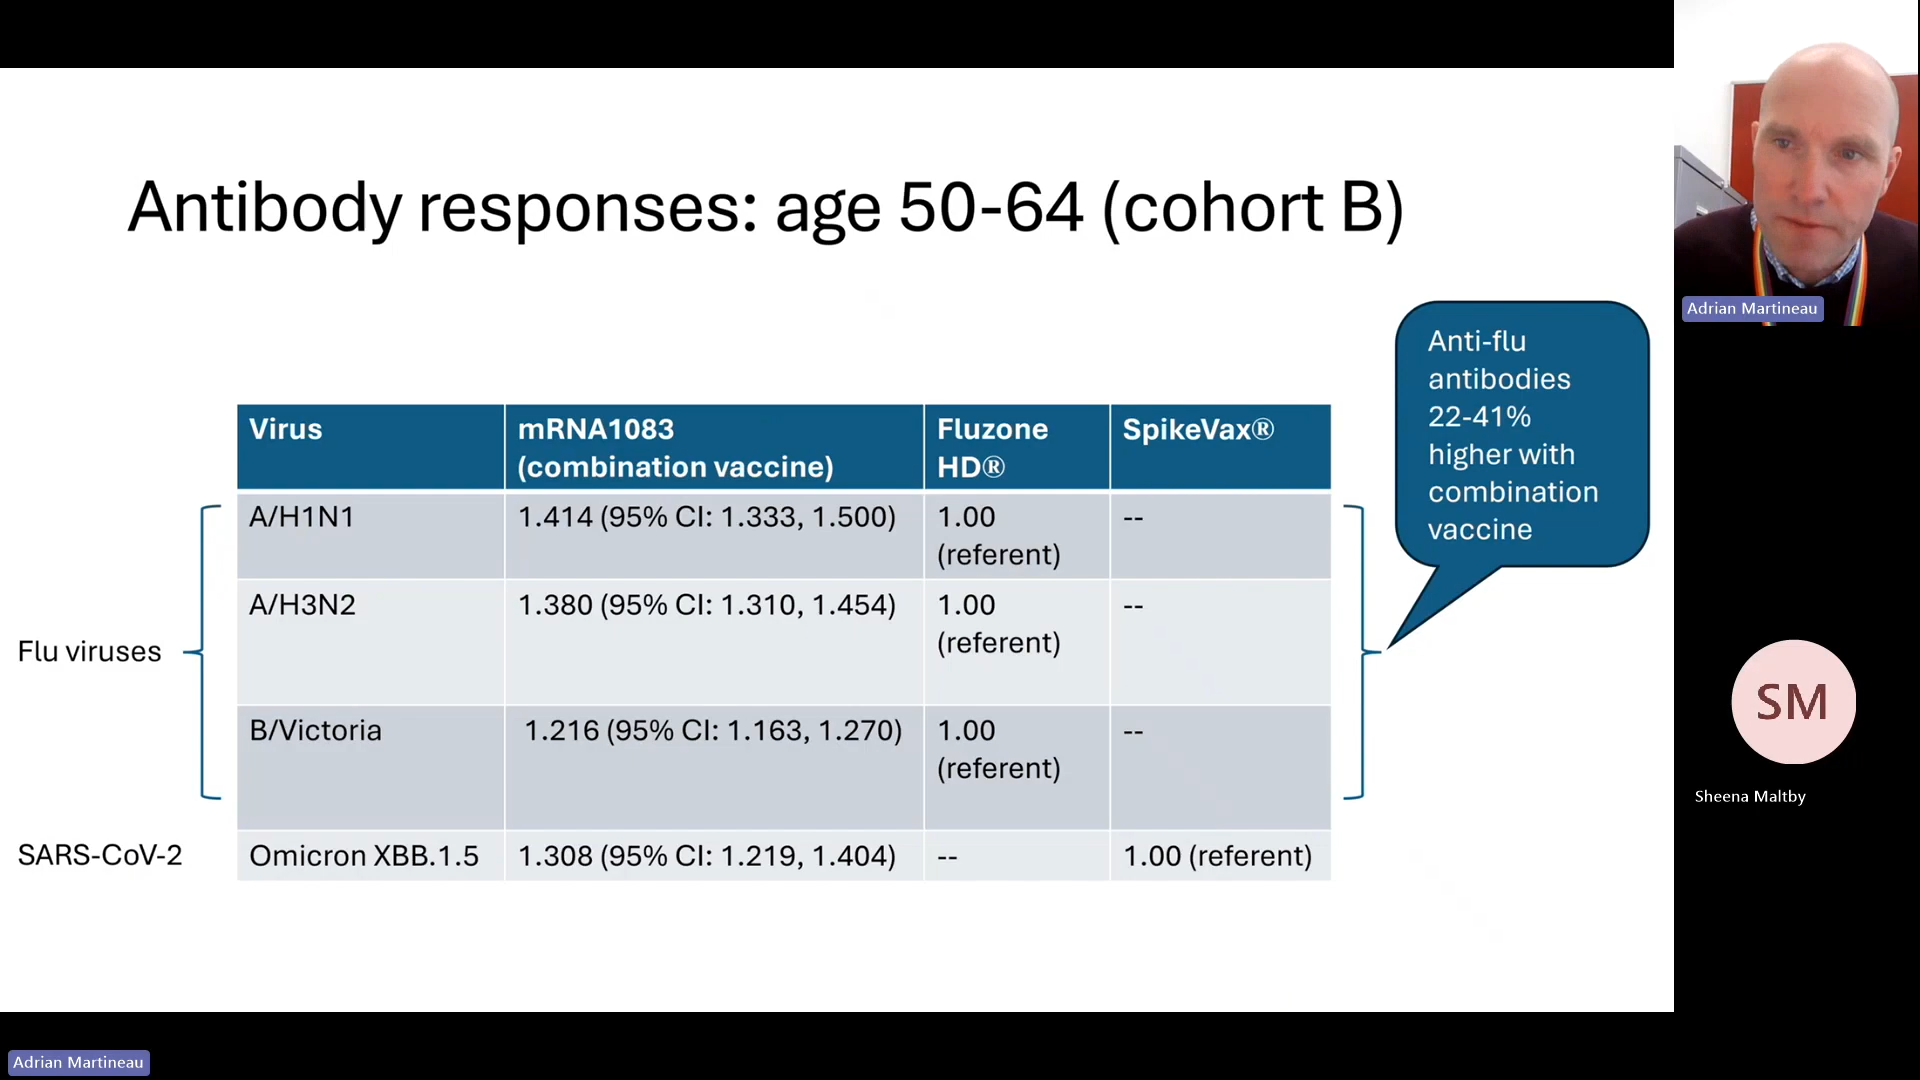 Antibody responses: age 50-64 (cohort B)
Anti-flu
antibodies
22-41%
higher with
combination
vaccine
Virus
mRNA1083
(combination vaccine)
Fluzone
HD®
SpikeVax®
A/H1N1
1.414 (95% CI: 1.333, 1.500)
1.00
(referent)
--
A/H3N2
1.380 (95% CI: 1.310, 1.454)
1.00
(referent)
--
Flu viruses
B/Victoria
1.216 (95% CI: 1.163, 1.270)
1.00
(referent)
--
SARS-CoV-2
Omicron XBB.1.5
1.308 (95% CI: 1.219, 1.404)
--
1.00 (referent)
Adrian Martineau
SM
Sheena Maltby
Adrian Martineau